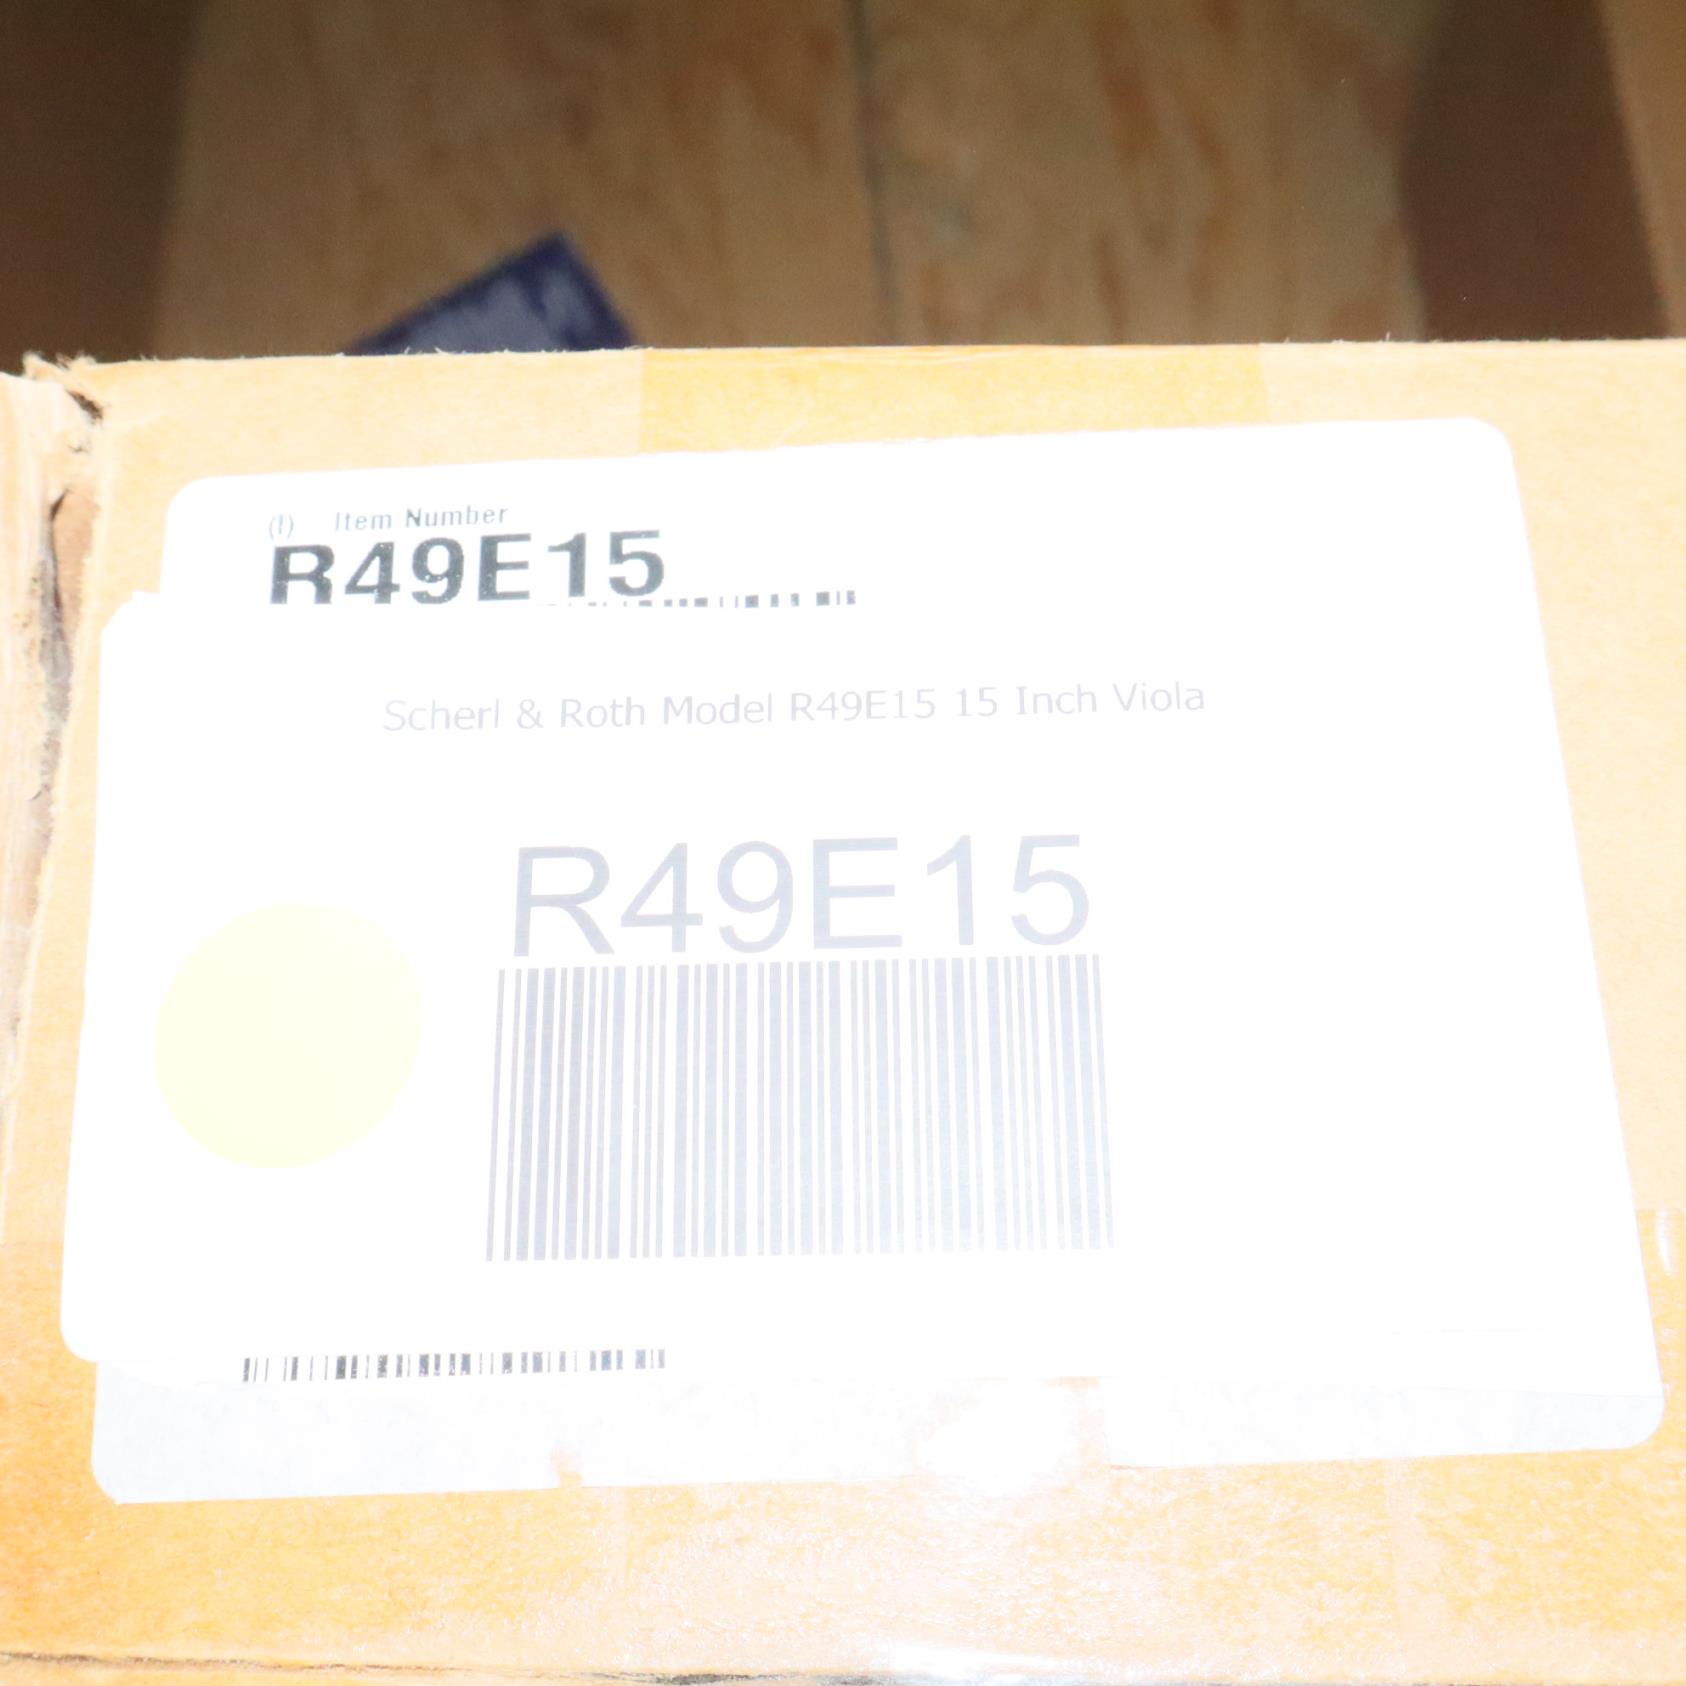 (I) Item Number
R49E15
Scherl & Roth Model R49E15 15 Inch Viola
R49E15